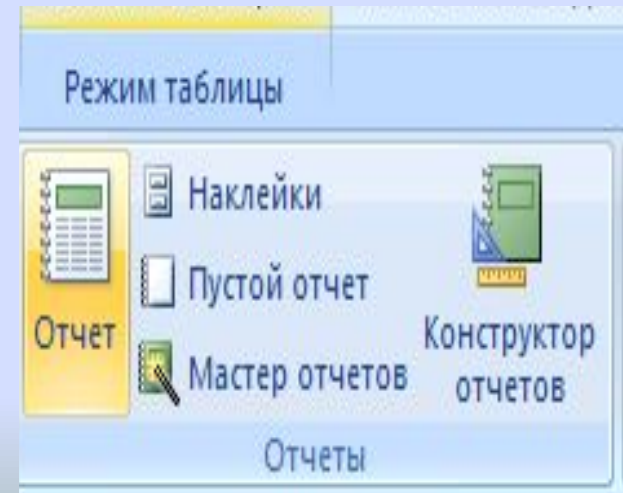 Режим таблицы
Отчет
Наклейки
Пустой отчет
Мастер отчетов
Конструктор
отчетов
Отчеты